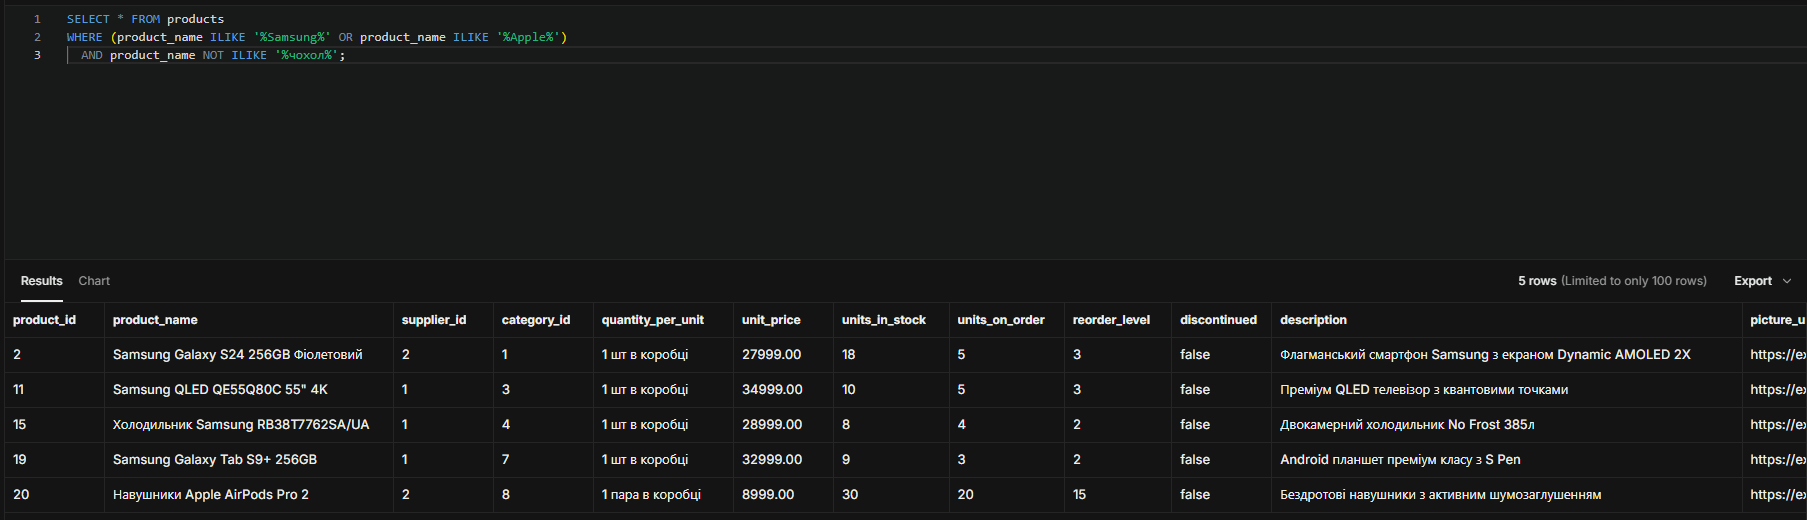 1 SELECT * FROM products
2 WHERE (product_name ILIKE '%Samsung%' OR product_name ILIKE '%Apple%')
3 AND product_name NOT ILIKE '%чохол%';
Results Chart 5 rows (Limited to only 100 rows) Export
product_id product_name supplier_id category_id quantity_per_unit unit_price units_in_stock units_on_order reorder_level discontinued description picture_u
2 Samsung Galaxy S24 256GB Фіолетовий 2 1 1 шт в коробці 27999.00 18 5 3 false Флагманський смартфон Samsung з екраном Dynamic AMOLED 2X https://ex
11 Samsung QLED QE55Q80C 55" 4K 1 3 1 шт в коробці 34999.00 10 5 3 false Преміум QLED телевізор з квантовими точками https://ex
15 Холодильник Samsung RB38T7762SA/UA 1 4 1 шт в коробці 28999.00 8 4 2 false Двокамерний холодильник No Frost 385л https://ex
19 Samsung Galaxy Tab S9+ 256GB 1 7 1 шт в коробці 32999.00 9 3 2 false Android планшет преміум класу з S Pen https://ex
20 Навушники Apple AirPods Pro 2 2 8 1 пара в коробці 8999.00 30 20 15 false Бездротові навушники з активним шумозаглушенням https://ex